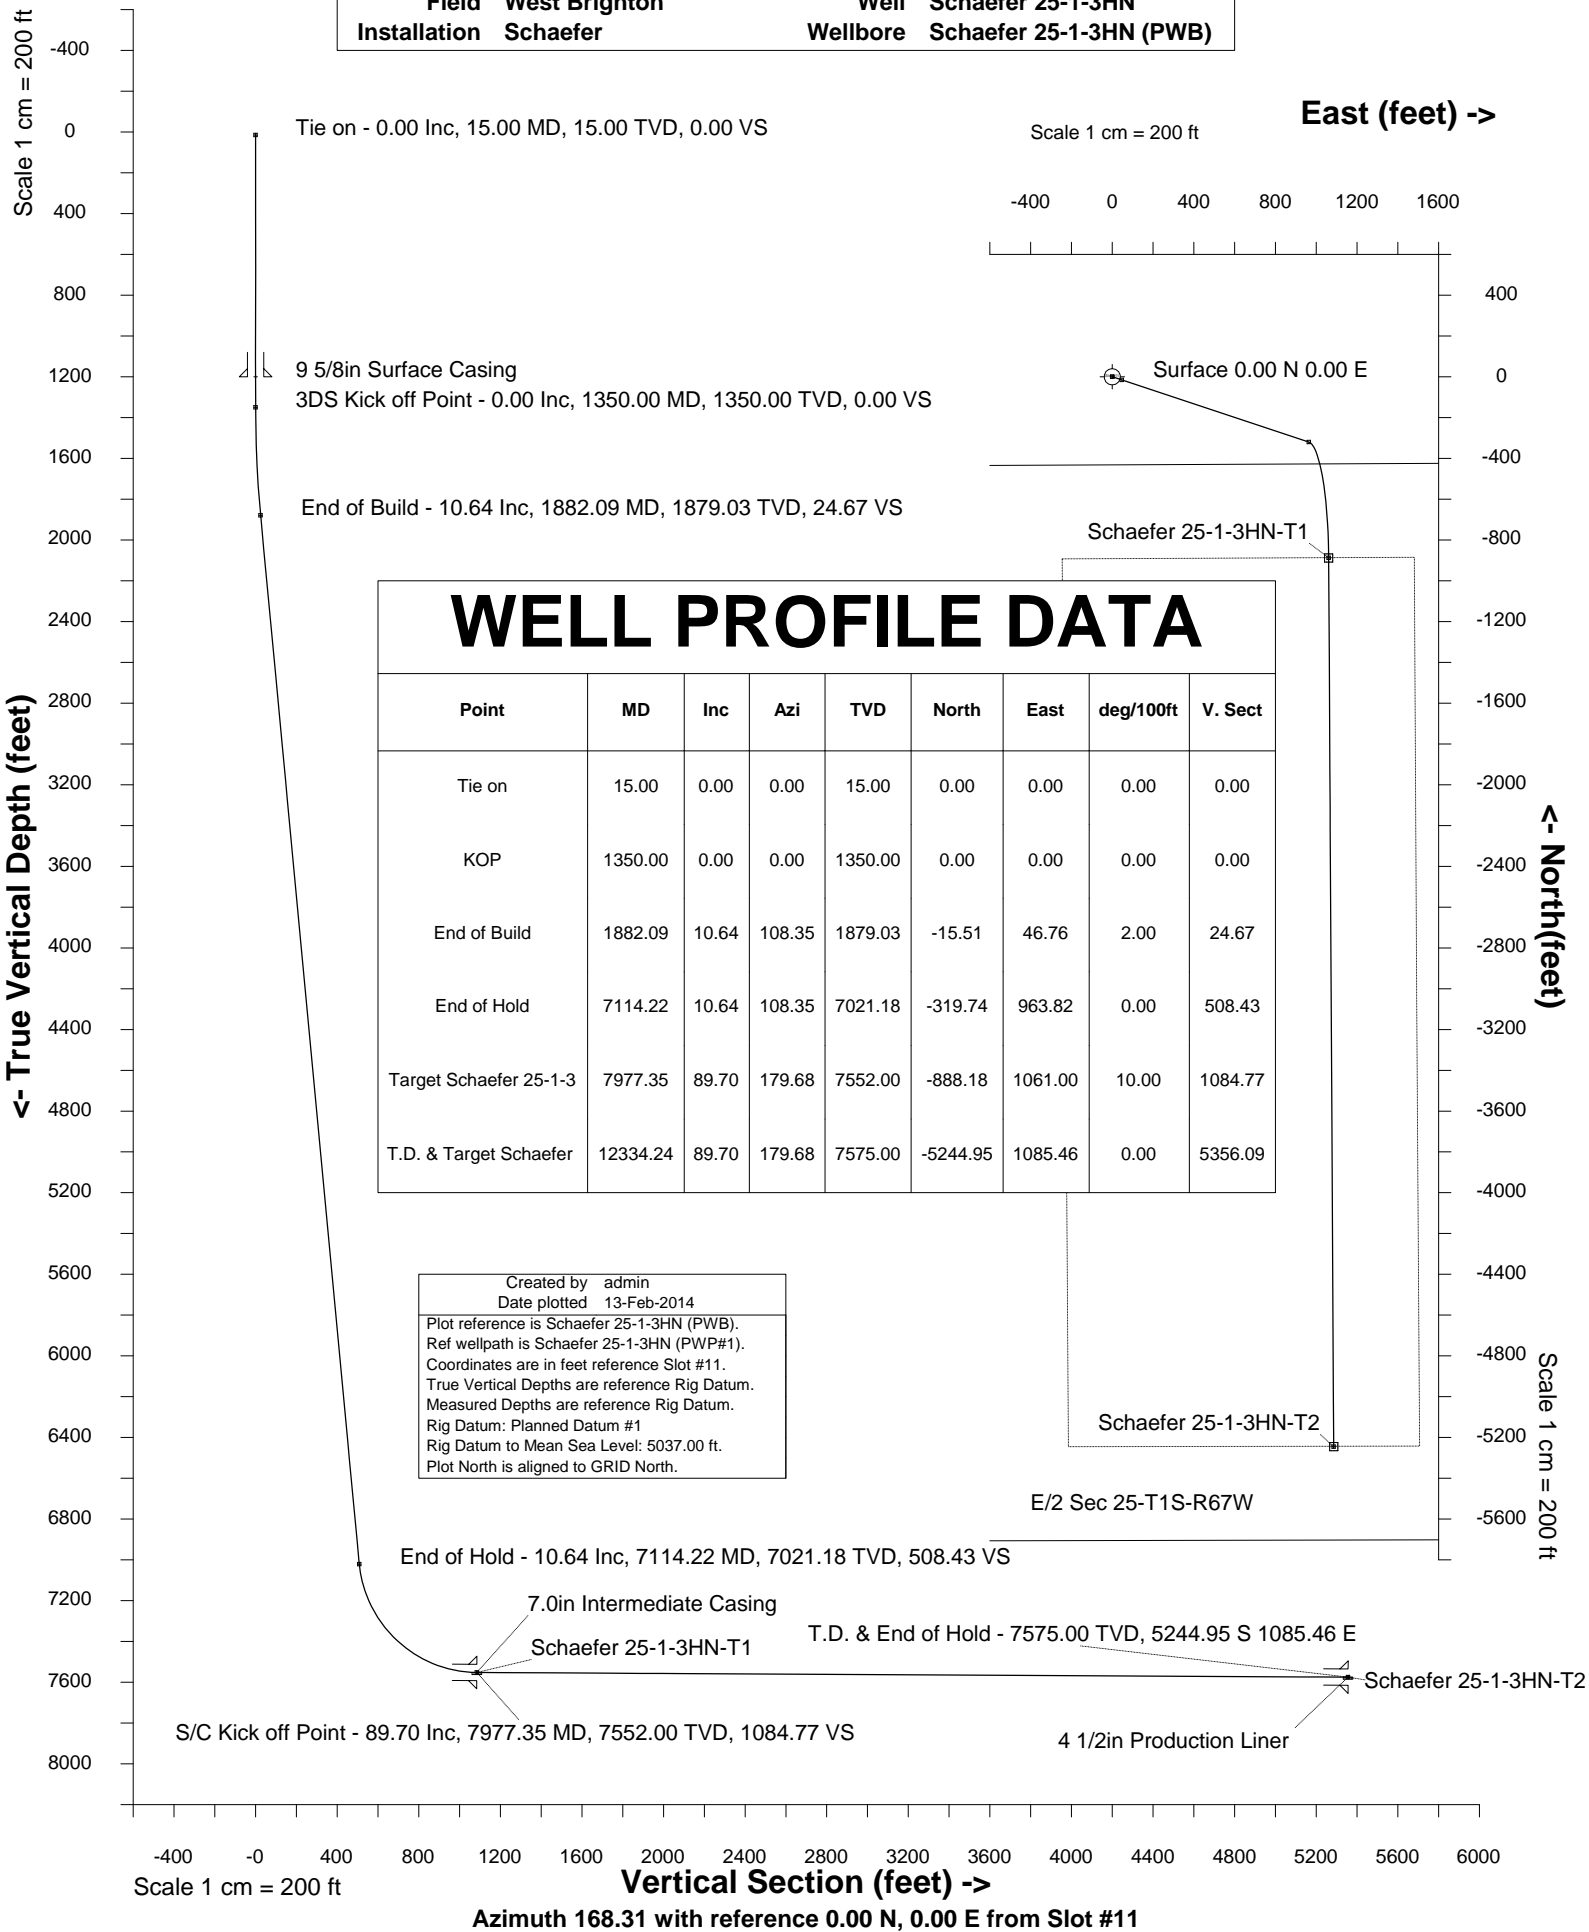 Field West Brighton Well Schaefer 25-1-3HN
Installation Schaefer Wellbore Schaefer 25-1-3HN (PWB)
Scale 1 cm = 200 ft
-400
0
400
800
1200
1600
2000
2400
2800
3200
3600
4000
4400
4800
5200
5600
6000
6400
6800
7200
7600
8000
<- True Vertical Depth (feet)
Tie on - 0.00 Inc, 15.00 MD, 15.00 TVD, 0.00 VS
9 5/8in Surface Casing
3DS Kick off Point - 0.00 Inc, 1350.00 MD, 1350.00 TVD, 0.00 VS
End of Build - 10.64 Inc, 1882.09 MD, 1879.03 TVD, 24.67 VS
East (feet) ->
Scale 1 cm = 200 ft
-400 0 400 800 1200 1600
400
0
-400
-800
-1200
-1600
-2000
-2400
-2800
-3200
-3600
-4000
-4400
-4800
-5200
-5600
<- North(feet)
Scale 1 cm = 200 ft
Surface 0.00 N 0.00 E
Schaefer 25-1-3HN-T1
WELL PROFILE DATA
Point MD Inc Azi TVD North East deg/100ft V. Sect
Tie on 15.00 0.00 0.00 15.00 0.00 0.00 0.00 0.00
KOP 1350.00 0.00 0.00 1350.00 0.00 0.00 0.00 0.00
End of Build 1882.09 10.64 108.35 1879.03 -15.51 46.76 2.00 24.67
End of Hold 7114.22 10.64 108.35 7021.18 -319.74 963.82 0.00 508.43
Target Schaefer 25-1-3 7977.35 89.70 179.68 7552.00 -888.18 1061.00 10.00 1084.77
T.D. & Target Schaefer 12334.24 89.70 179.68 7575.00 -5244.95 1085.46 0.00 5356.09
Created by admin
Date plotted 13-Feb-2014
Plot reference is Schaefer 25-1-3HN (PWB).
Ref wellpath is Schaefer 25-1-3HN (PWP#1).
Coordinates are in feet reference Slot #11.
True Vertical Depths are reference Rig Datum.
Measured Depths are reference Rig Datum.
Rig Datum: Planned Datum #1
Rig Datum to Mean Sea Level: 5037.00 ft.
Plot North is aligned to GRID North.
Schaefer 25-1-3HN-T2
E/2 Sec 25-T1S-R67W
End of Hold - 10.64 Inc, 7114.22 MD, 7021.18 TVD, 508.43 VS
7.0in Intermediate Casing
T.D. & End of Hold - 7575.00 TVD, 5244.95 S 1085.46 E
Schaefer 25-1-3HN-T1
Schaefer 25-1-3HN-T2
S/C Kick off Point - 89.70 Inc, 7977.35 MD, 7552.00 TVD, 1084.77 VS
4 1/2in Production Liner
-400 -0 400 800 1200 1600 2000 2400 2800 3200 3600 4000 4400 4800 5200 5600 6000
Scale 1 cm = 200 ft
Vertical Section (feet) ->
Azimuth 168.31 with reference 0.00 N, 0.00 E from Slot #11